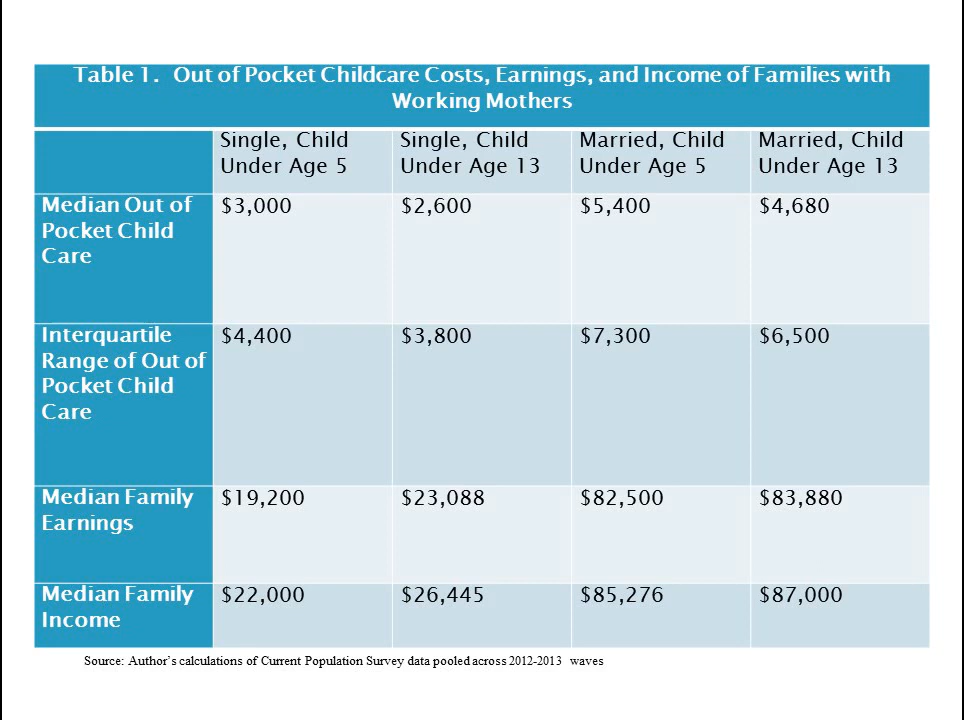 Table 1. Out of Pocket Childcare Costs, Earnings, and Income of Families with
Working Mothers
Single, Child
Under Age 5
Single, Child
Under Age 13
Married, Child
Under Age 5
Married, Child
Under Age 13
Median Out of
Pocket Child
Care
$3,000
$2,600
$5,400
$4,680
Interquartile
Range of Out of
Pocket Child
Care
$4,400
$3,800
$7,300
$6,500
Median Family
Earnings
$19,200
$23,088
$82,500
$83,880
Median Family
Income
$22,000
$26,445
$85,276
$87,000
Source: Author's calculations of Current Population Survey data pooled across 2012-2013 waves